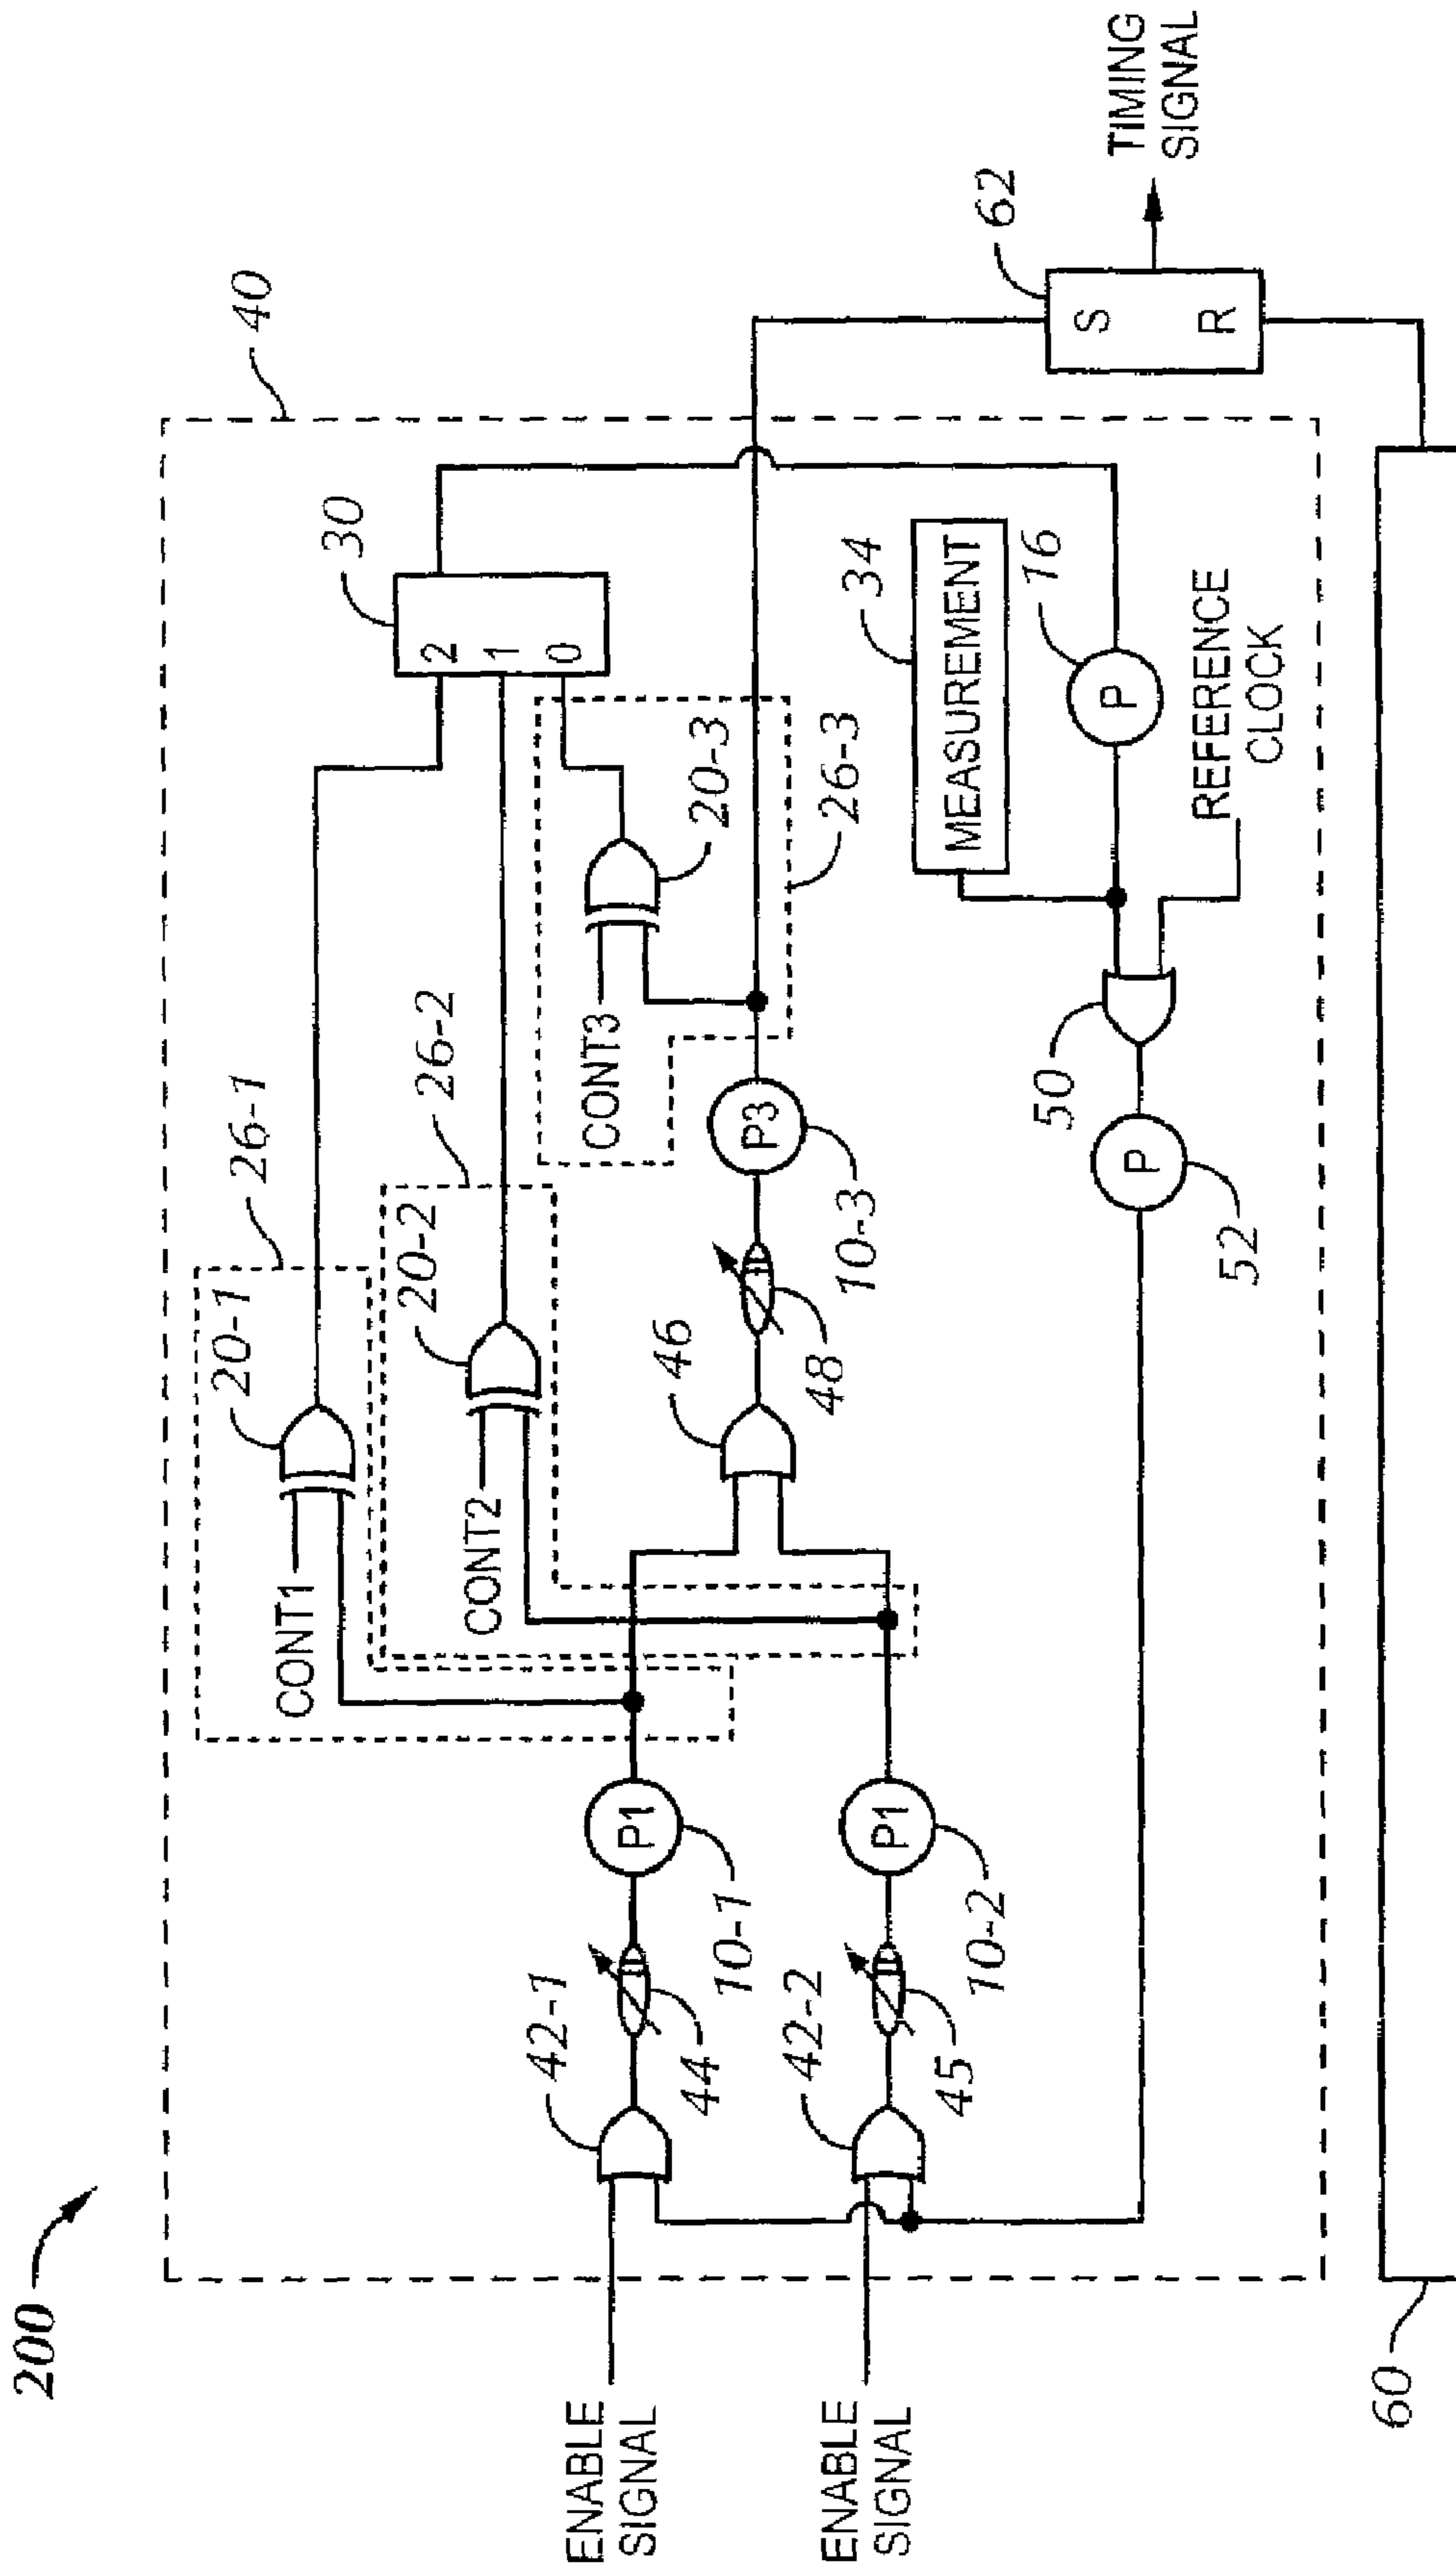 200
40
26-1
20-1
CONT1
26-2
20-2
CONT2
30
2
1
0
20-3
CONT3
26-3
ENABLE
SIGNAL
42-1
44
P1
10-1
46
48
P3
10-3
62
S
R
TIMING
SIGNAL
ENABLE
SIGNAL
42-2
45
P1
10-2
34
MEASUREMENT
16
P
50
P
52
REFERENCE
CLOCK
60